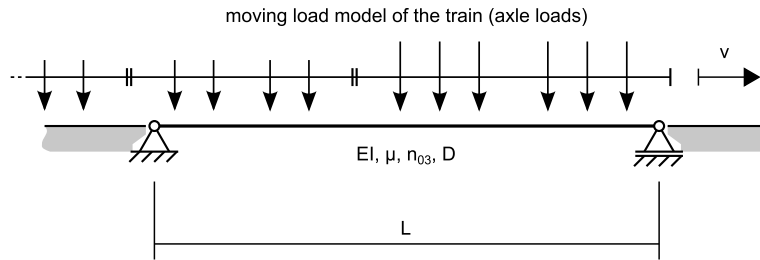 moving load model of the train (axle loads)
v
EI, μ, n₀₃, D
L